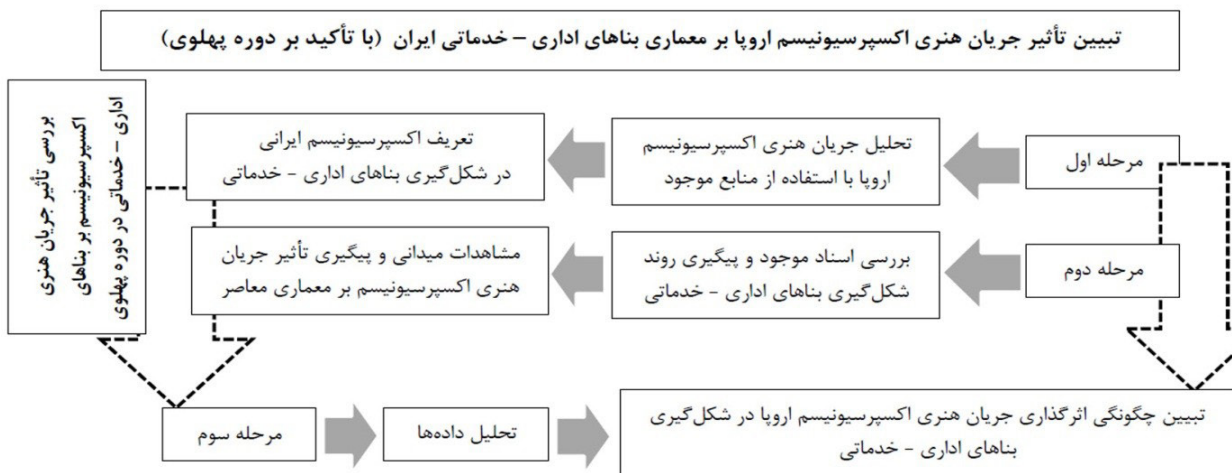 تبیین تأثیر جریان هنری اکسپرسیونیسم اروپا بر معماری بناهای اداری – خدماتی ایران (با تأکید بر دوره پهلوی)
مرحله اول
تحلیل جریان هنری اکسپرسیونیسم
اروپا با استفاده از منابع موجود
تعریف اکسپرسیونیسم ایرانی
در شکل‌گیری بناهای اداری - خدماتی
مرحله دوم
بررسی اسناد موجود و پیگیری روند
شکل‌گیری بناهای اداری - خدماتی
مشاهدات میدانی و پیگیری تأثیر جریان
هنری اکسپرسیونیسم بر معماری معاصر
بررسی تأثیر جریان هنری
اکسپرسیونیسم بر بناهای
اداری – خدماتی در دوره پهلوی
مرحله سوم
تحلیل داده‌ها
تبیین چگونگی اثرگذاری جریان هنری اکسپرسیونیسم اروپا در شکل‌گیری
بناهای اداری - خدماتی